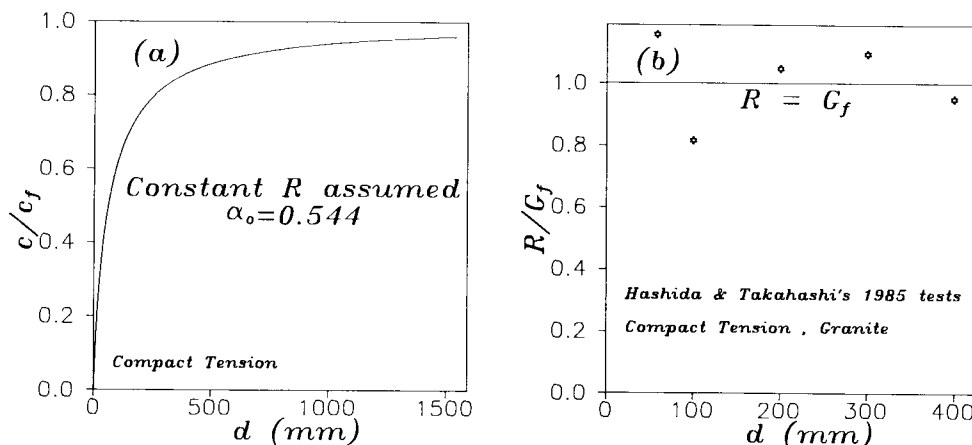 (a)
1.0
0.8
0.6
0.4
0.2
0.0
c/c_f
Constant R assumed
α_o=0.544
Compact Tension
0
500
1000
1500
d (mm)
(b)
1.0
0.8
0.6
0.4
0.2
0.0
R/G_f
R = G_f
Hashida & Takahashi's 1985 tests
Compact Tension , Granite
0
100
200
300
400
d (mm)